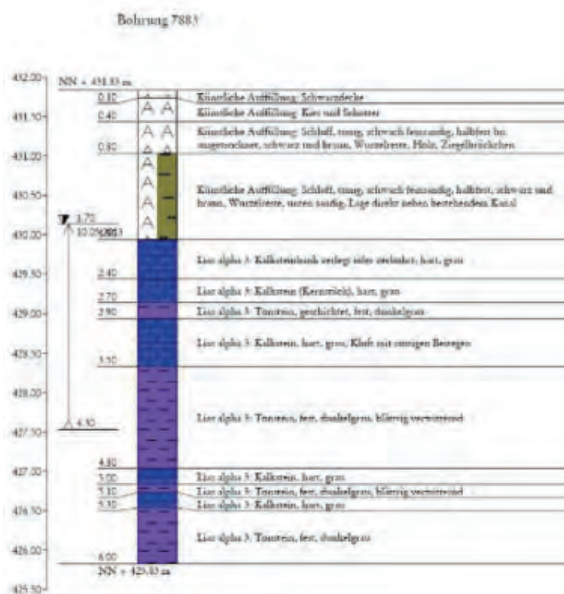 Bohrung 7883
432.00
NN + 431.83 m
0.10
Künstliche Auffüllung: Schwarzdecke
431.50
Künstliche Auffüllung: Kies und Schotter
0.40
Künstliche Auffüllung: Schluff, tonig, schwach feinsandig, halbfest bis
ausgetrocknet, schwarz und braun, Wurzelreste, Holz, Ziegelbröckchen
431.00
0.80
430.50
Künstliche Auffüllung: Schluff, tonig, schwach feinsandig, halbfest, schwarz und
braun, Wurzelreste, unten sandig, Lage direkt neben bestehendem Kanal
1.70
430.00
Lias alpha 3: Kalksteinbank zerlegt oder zerbohrt, hart, grau
429.50
2.40
Lias alpha 3: Kalkstein (Kernstück), hart, grau
2.70
429.00
Lias alpha 3: Tonstein, geschichtet, fest, dunkelgrau
2.90
Lias alpha 3: Kalkstein, hart, grau, Kluft mit tonigen Bestegen
428.50
3.50
428.00
Lias alpha 3: Tonstein, fest, dunkelgrau, blättrig verwitternd
4.30
427.50
4.80
427.00
Lias alpha 3: Kalkstein, hart, grau
5.00
Lias alpha 3: Tonstein, fest, dunkelgrau, blättrig verwitternd
5.10
Lias alpha 3: Kalkstein, hart, grau
426.50
Lias alpha 3: Tonstein, fest, dunkelgrau
426.00
6.00
NN + 425.83 m
425.50